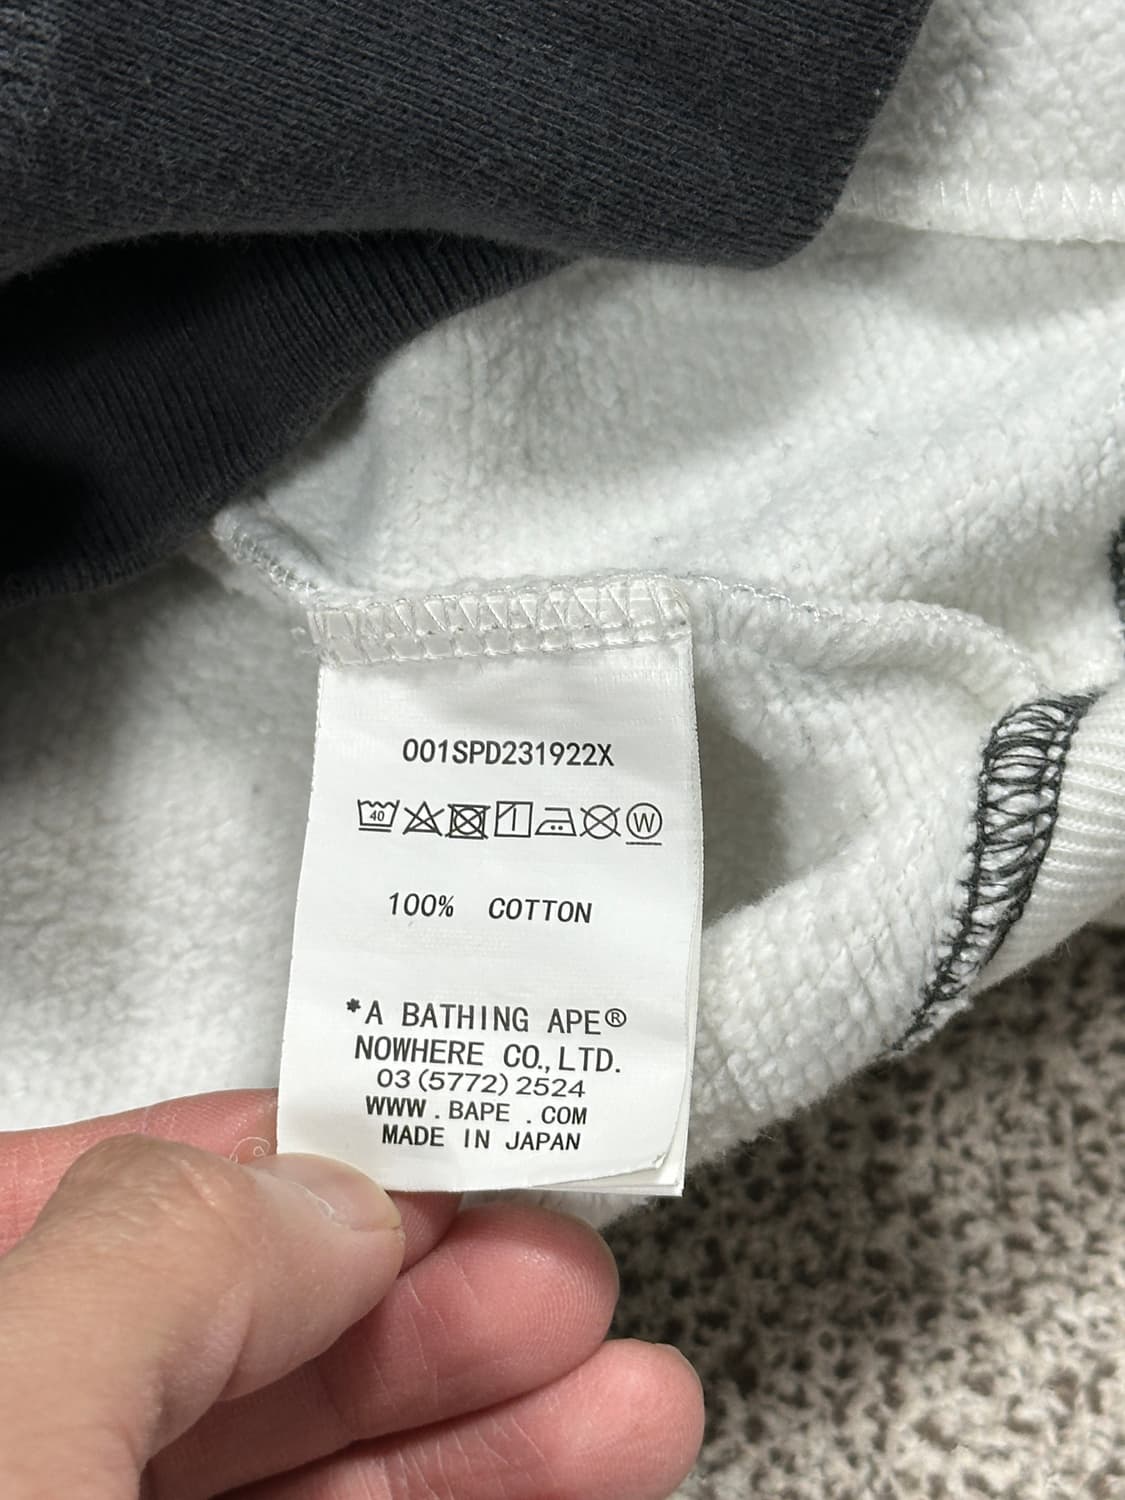 001SPD231922X
40 W
100% COTTON
*A BATHING APE®
NOWHERE CO.,LTD.
03(5772)2524
WWW.BAPE.COM
MADE IN JAPAN